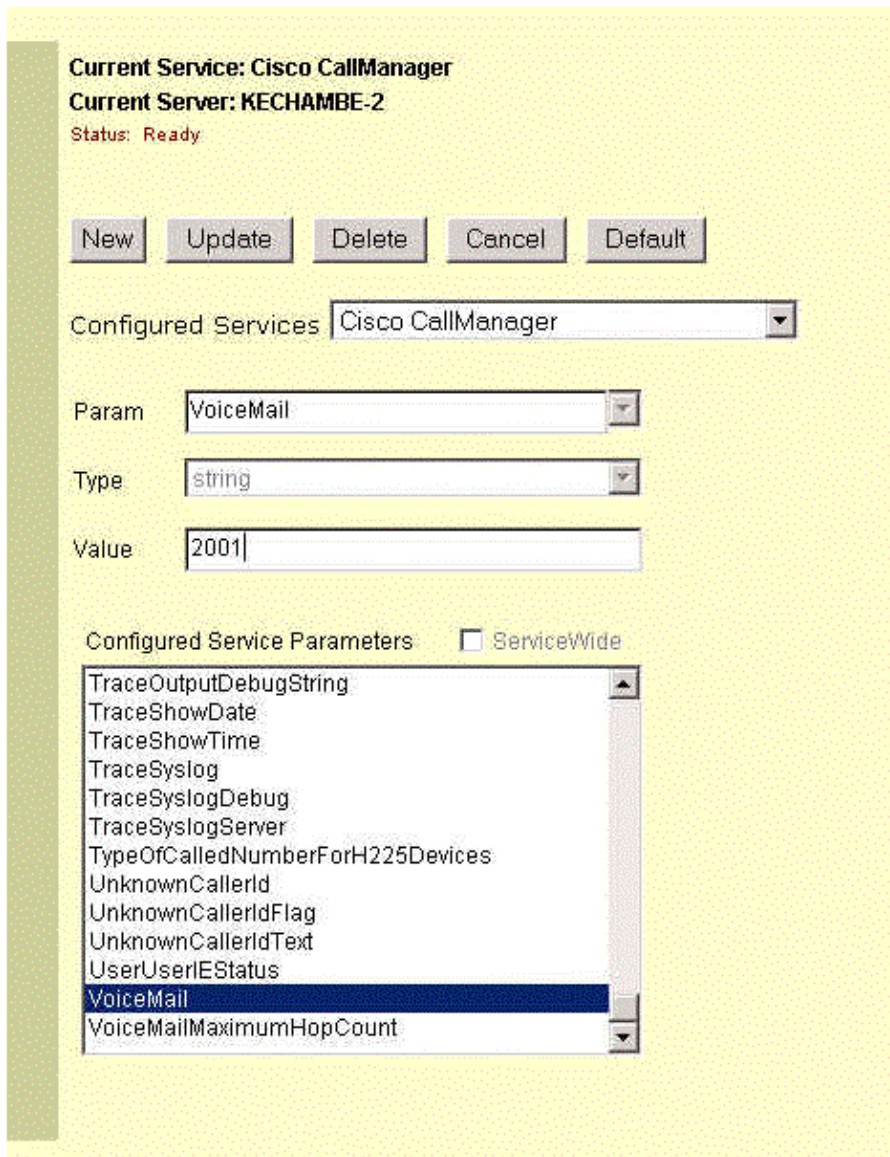 Current Service: Cisco CallManager
Current Server: KECHAMBE-2
Status: Ready
New Update Delete Cancel Default
Configured Services Cisco CallManager
Param VoiceMail
Type string
Value 2001
Configured Service Parameters ServiceWide
TraceOutputDebugString
TraceShowDate
TraceShowTime
TraceSyslog
TraceSyslogDebug
TraceSyslogServer
TypeOfCalledNumberForH225Devices
UnknownCallerId
UnknownCallerIdFlag
UnknownCallerIdText
UserUserIEStatus
VoiceMail
VoiceMailMaximumHopCount